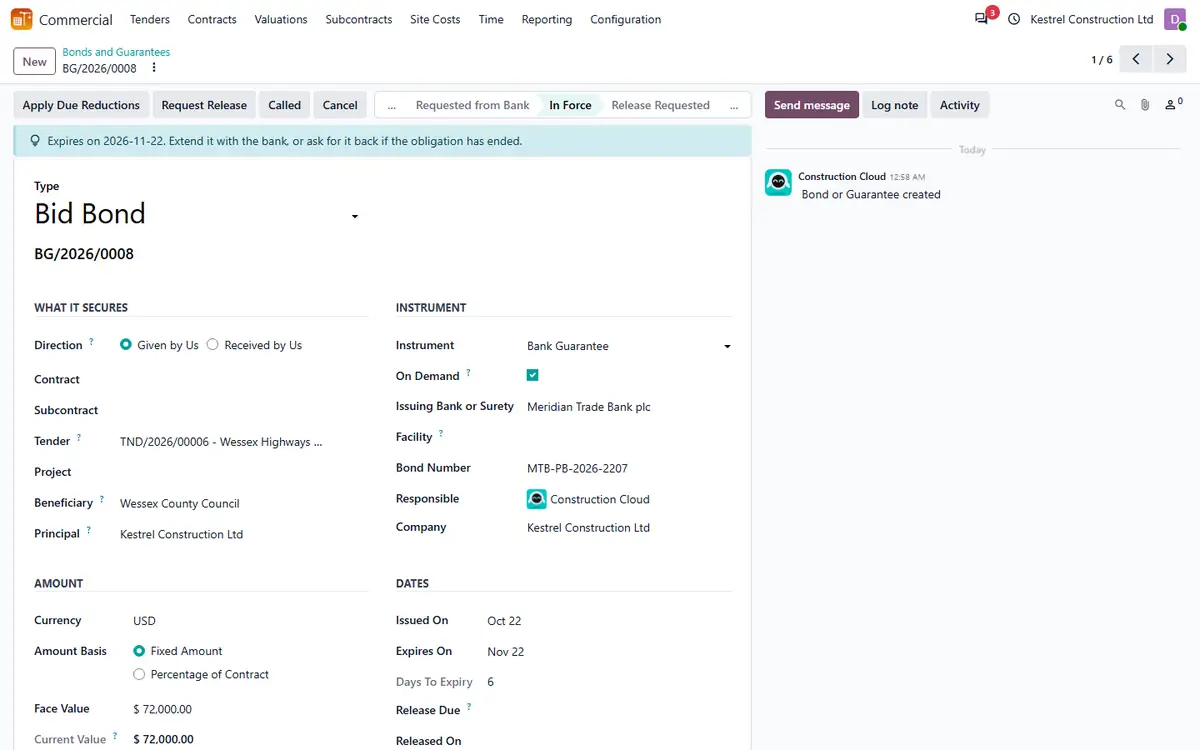 Commercial Tenders Contracts Valuations Subcontracts Site Costs Time Reporting Configuration 3 Kestrel Construction Ltd D
New Bonds and Guarantees
BG/2026/0008
1 / 6
Apply Due Reductions Request Release Called Cancel ... Requested from Bank In Force Release Requested ... Send message Log note Activity 0
Expires on 2026-11-22. Extend it with the bank, or ask for it back if the obligation has ended.
Today
Construction Cloud 12:58 AM
Bond or Guarantee created
Type
Bid Bond
BG/2026/0008
WHAT IT SECURES
Direction ? Given by Us Received by Us
Contract
Subcontract
Tender ? TND/2026/00006 - Wessex Highways ...
Project
Beneficiary ? Wessex County Council
Principal ? Kestrel Construction Ltd
INSTRUMENT
Instrument Bank Guarantee
On Demand ?
Issuing Bank or Surety Meridian Trade Bank plc
Facility ?
Bond Number MTB-PB-2026-2207
Responsible Construction Cloud
Company Kestrel Construction Ltd
AMOUNT
Currency USD
Amount Basis Fixed Amount
Percentage of Contract
Face Value $ 72,000.00
Current Value ? $ 72,000.00
DATES
Issued On Oct 22
Expires On Nov 22
Days To Expiry 6
Release Due ?
Released On